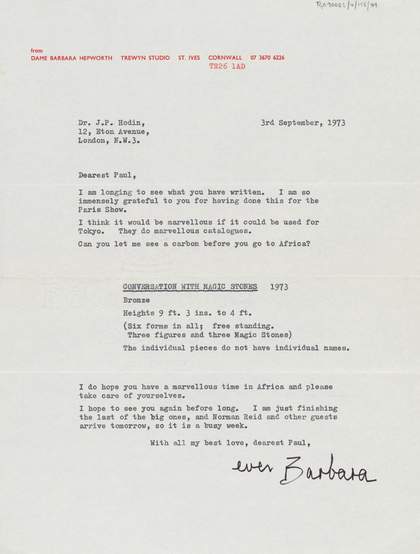 from
DAME BARBARA HEPWORTH TREWYN STUDIO ST. IVES CORNWALL 07 3670 6226
TR26 1AD
Dr. J.P. Hodin, 3rd September, 1973
12, Eton Avenue,
London, N.W.3.
Dearest Paul,
I am longing to see what you have written. I am so
immensely grateful to you for having done this for the
Paris Show.
I think it would be marvellous if it could be used for
Tokyo. They do marvellous catalogues.
Can you let me see a carbon before you go to Africa?
CONVERSATION WITH MAGIC STONES 1973
Bronze
Heights 9 ft. 3 ins. to 4 ft.
(Six forms in all; free standing.
Three figures and three Magic Stones)
The individual pieces do not have individual names.
I do hope you have a marvellous time in Africa and please
take care of yourselves.
I hope to see you again before long. I am just finishing
the last of the big ones, and Norman Reid and other guests
arrive tomorrow, so it is a busy week.
With all my best love, dearest Paul,
ever Barbara